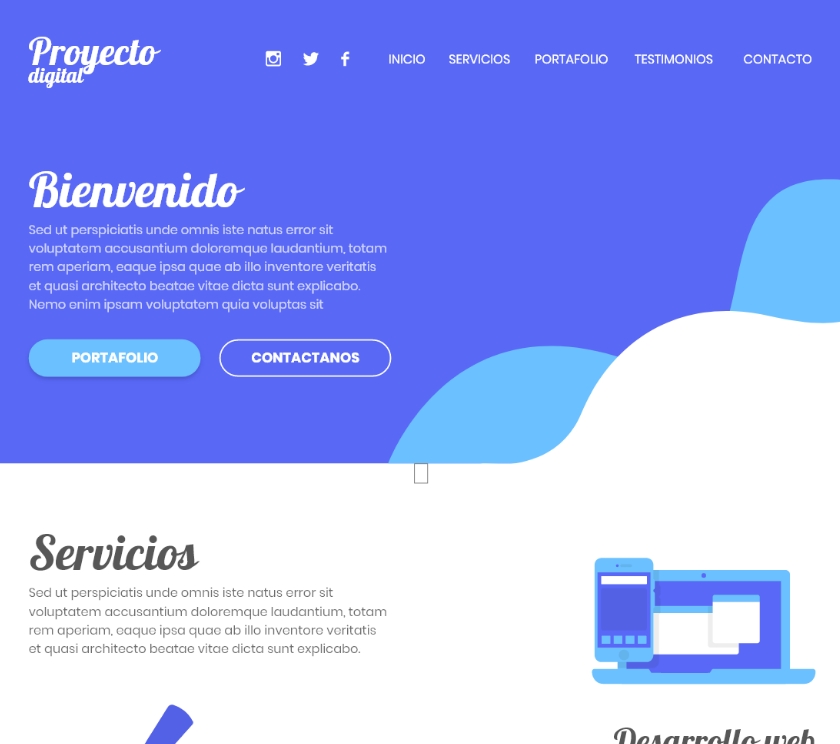 Proyecto
digital
INICIO SERVICIOS PORTAFOLIO TESTIMONIOS CONTACTO
Bienvenido
Sed ut perspiciatis unde omnis iste natus error sit
voluptatem accusantium doloremque laudantium, totam
rem aperiam, eaque ipsa quae ab illo inventore veritatis
et quasi architecto beatae vitae dicta sunt explicabo.
Nemo enim ipsam voluptatem quia voluptas sit
PORTAFOLIO CONTACTANOS
Servicios
Sed ut perspiciatis unde omnis iste natus error sit
voluptatem accusantium doloremque laudantium, totam
rem aperiam, eaque ipsa quae ab illo inventore veritatis
et quasi architecto beatae vitae dicta sunt explicabo.
Desarrollo web